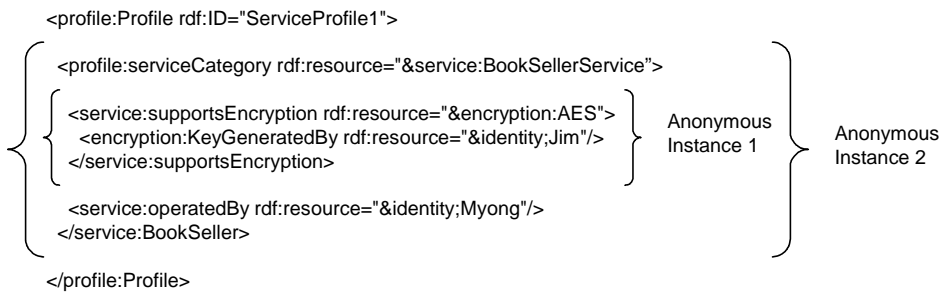 <profile:Profile rdf:ID="ServiceProfile1">
<profile:serviceCategory rdf:resource="&service:BookSellerService”>
<service:supportsEncryption rdf:resource="&encryption:AES">
<encryption:KeyGeneratedBy rdf:resource="&identity;Jim"/>
</service:supportsEncryption>
Anonymous
Instance 1
Anonymous
Instance 2
<service:operatedBy rdf:resource="&identity;Myong"/>
</service:BookSeller>
</profile:Profile>